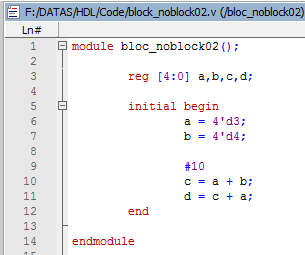 F:/DATAS/HDL/Code/block_noblock02.v (/bloc_noblock02)
Ln#
1 module bloc_noblock02();
2
3 reg [4:0] a,b,c,d;
4
5 initial begin
6 a = 4'd3;
7 b = 4'd4;
8
9 #10
10 c = a + b;
11 d = c + a;
12 end
13
14 endmodule